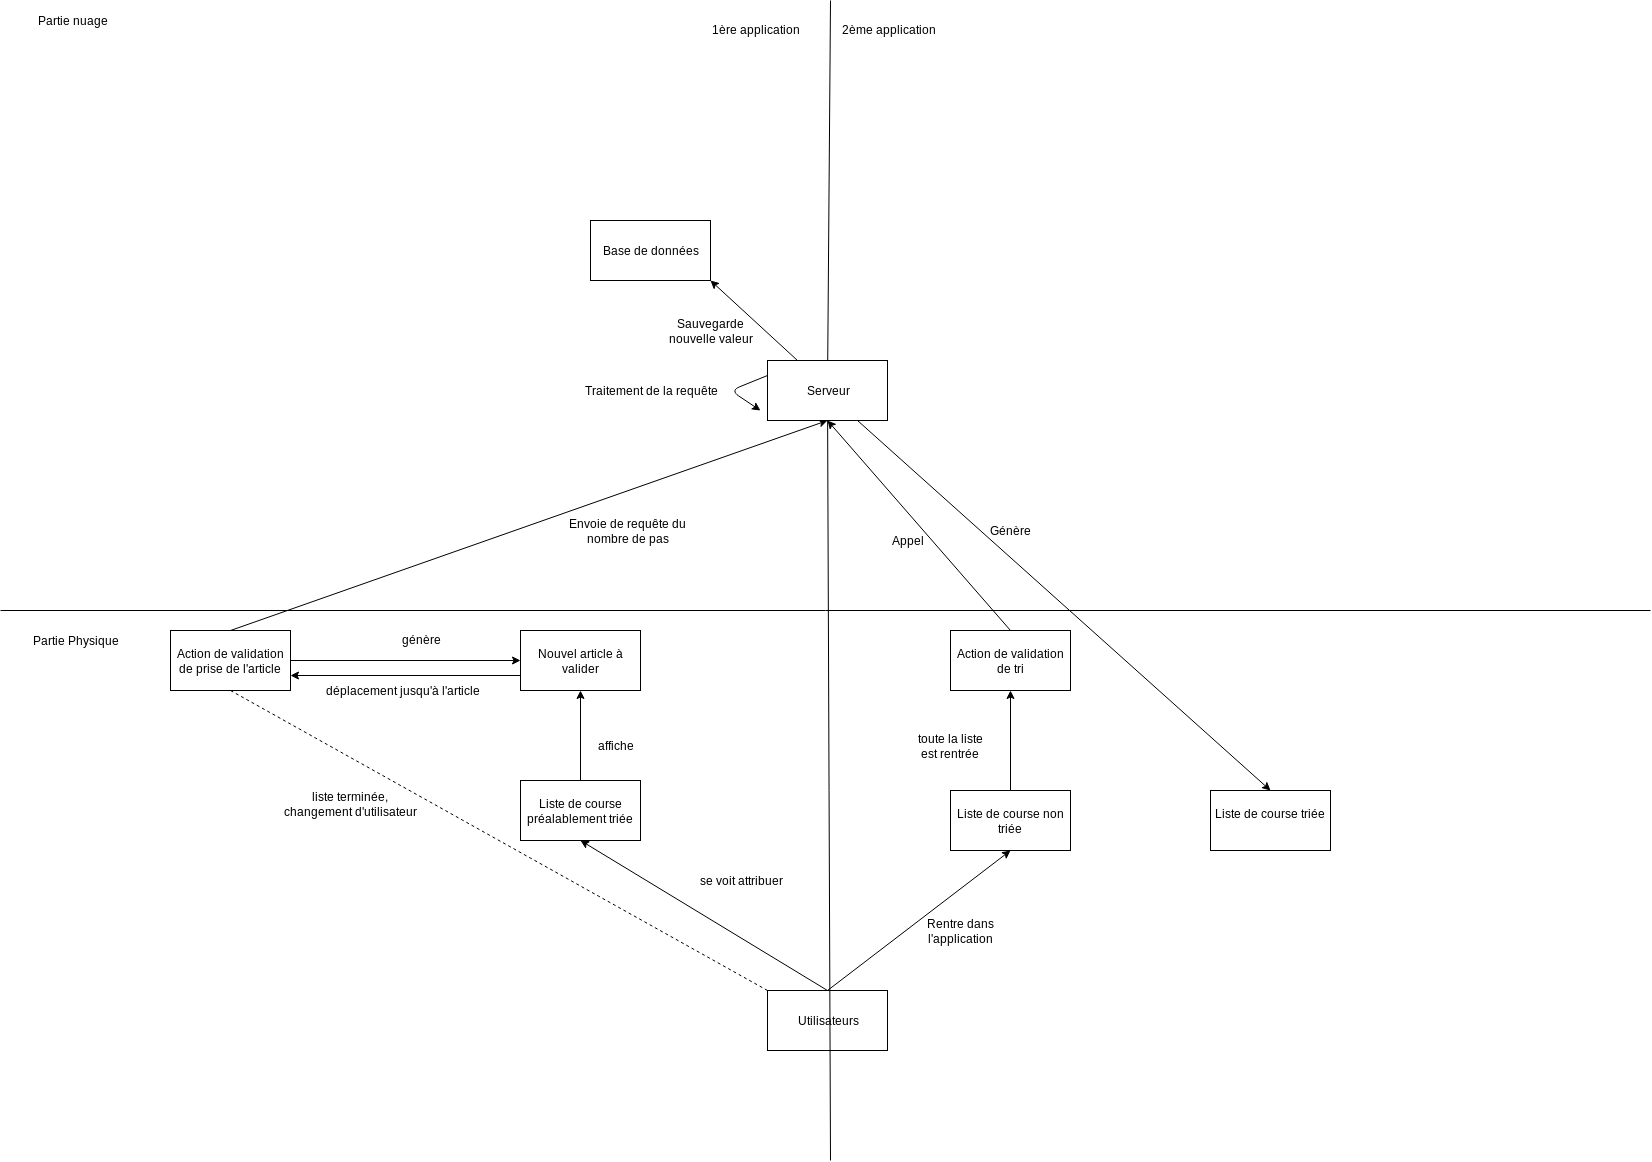 Partie nuage
1ère application
2ème application
Base de données
Sauvegarde
nouvelle valeur
Traitement de la requête
Serveur
Envoie de requête du
nombre de pas
Appel
Génère
Partie Physique
Action de validation
de prise de l'article
génère
déplacement jusqu'à l'article
Nouvel article à
valider
Action de validation
de tri
affiche
toute la liste
est rentrée
liste terminée,
changement d'utilisateur
Liste de course
préalablement triée
Liste de course non
triée
Liste de course triée
se voit attribuer
Rentre dans
l'application
Utilisateurs